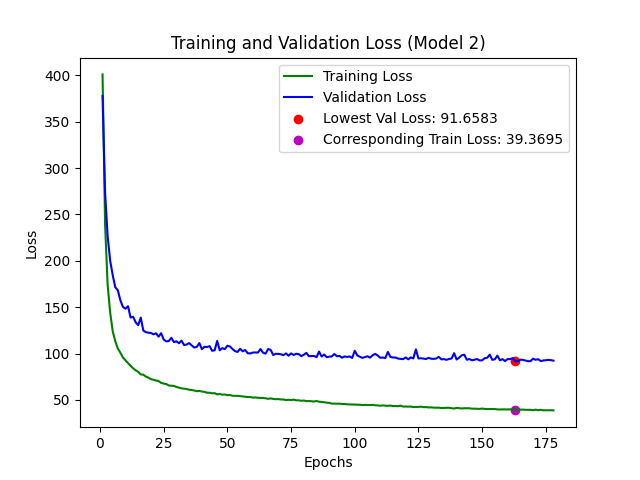 Training and Validation Loss (Model 2)
Training Loss
Validation Loss
Lowest Val Loss: 91.6583
Corresponding Train Loss: 39.3695
Loss
400
350
300
250
200
150
100
50
0 25 50 75 100 125 150 175
Epochs